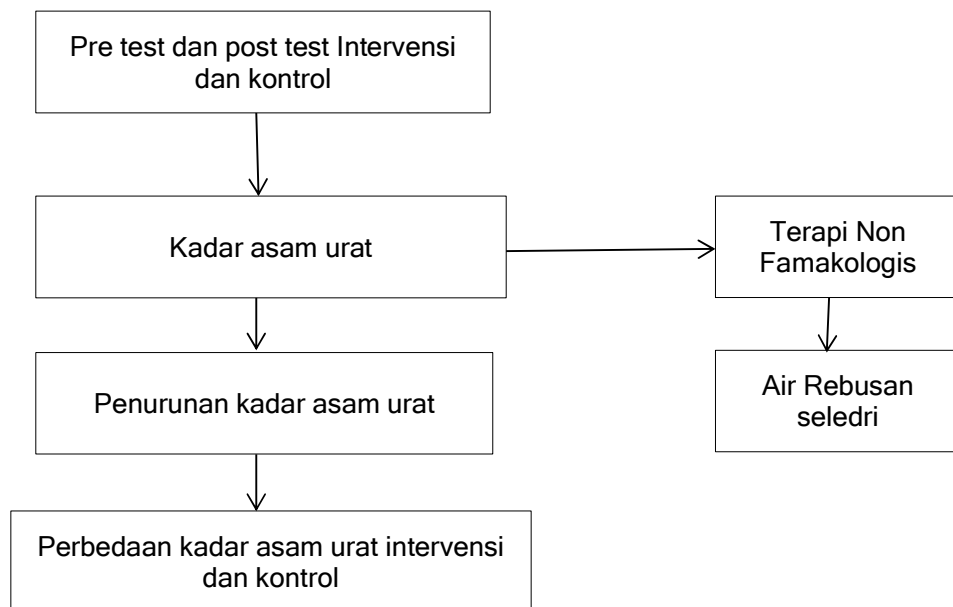 Pre test dan post test Intervensi
dan kontrol
Kadar asam urat
Terapi Non
Famakologis
Penurunan kadar asam urat
Air Rebusan
seledri
Perbedaan kadar asam urat intervensi
dan kontrol